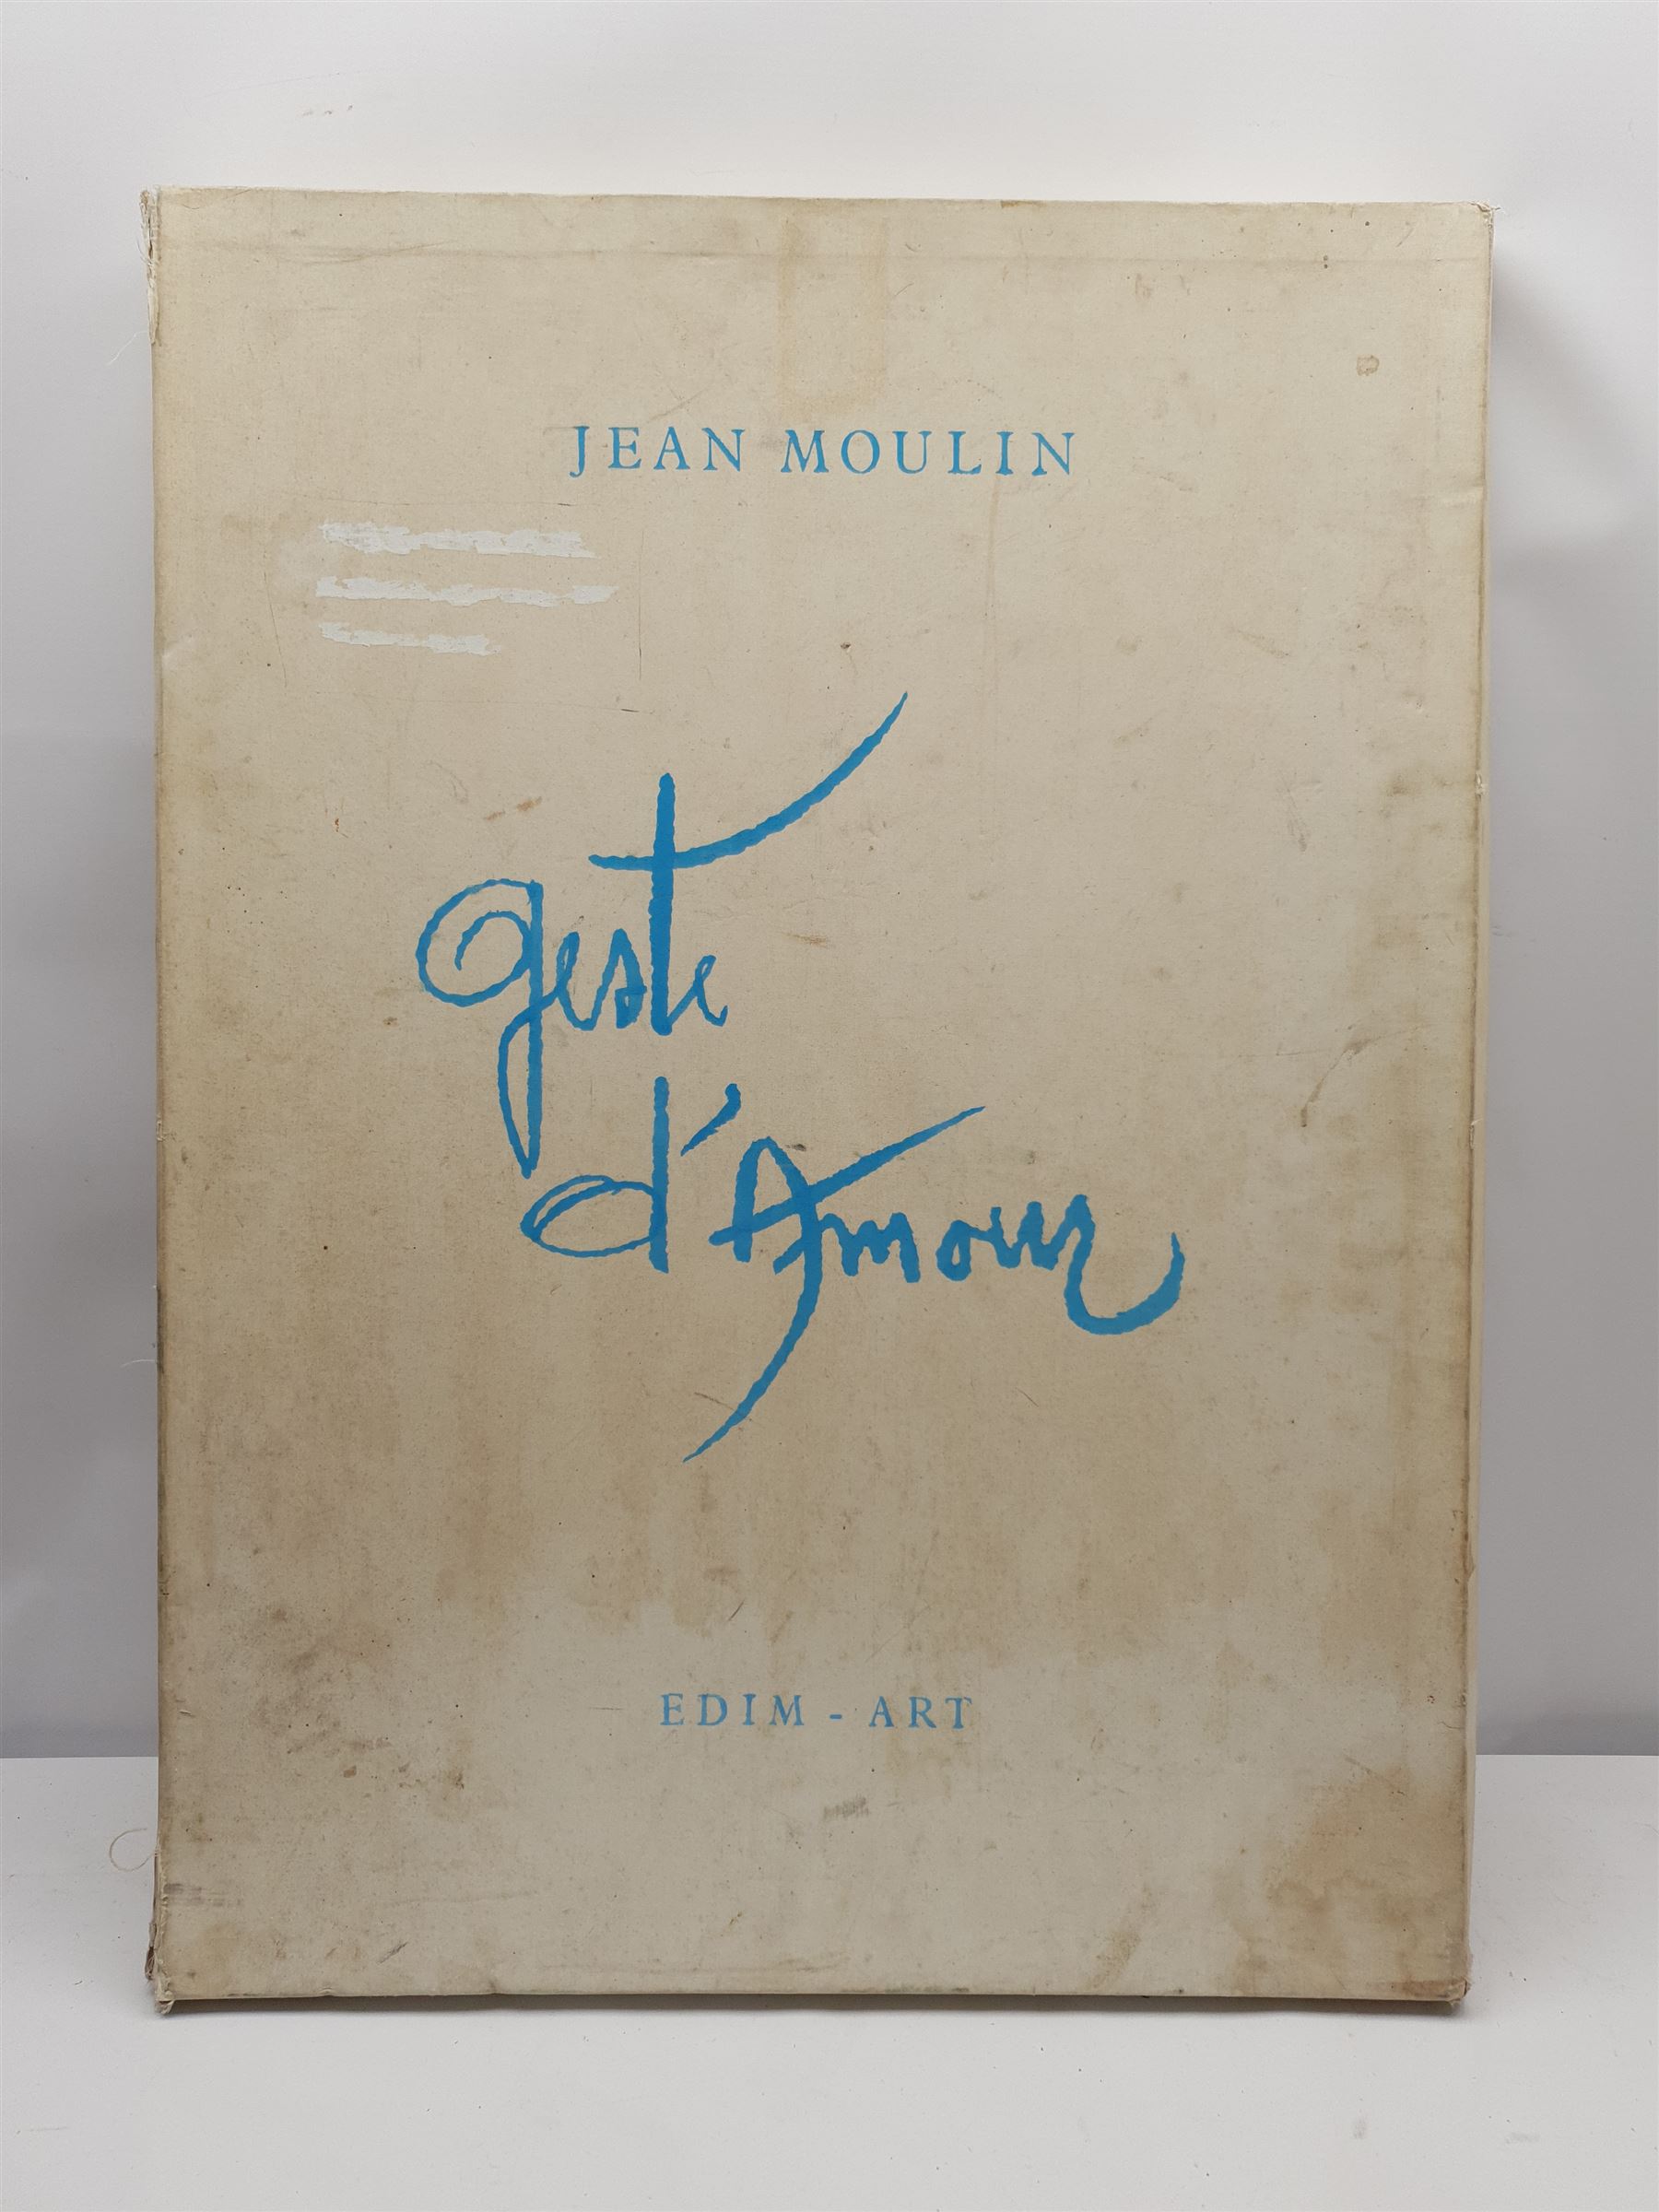 JEAN MOULIN
geste
d'Amour
EDIM - ART